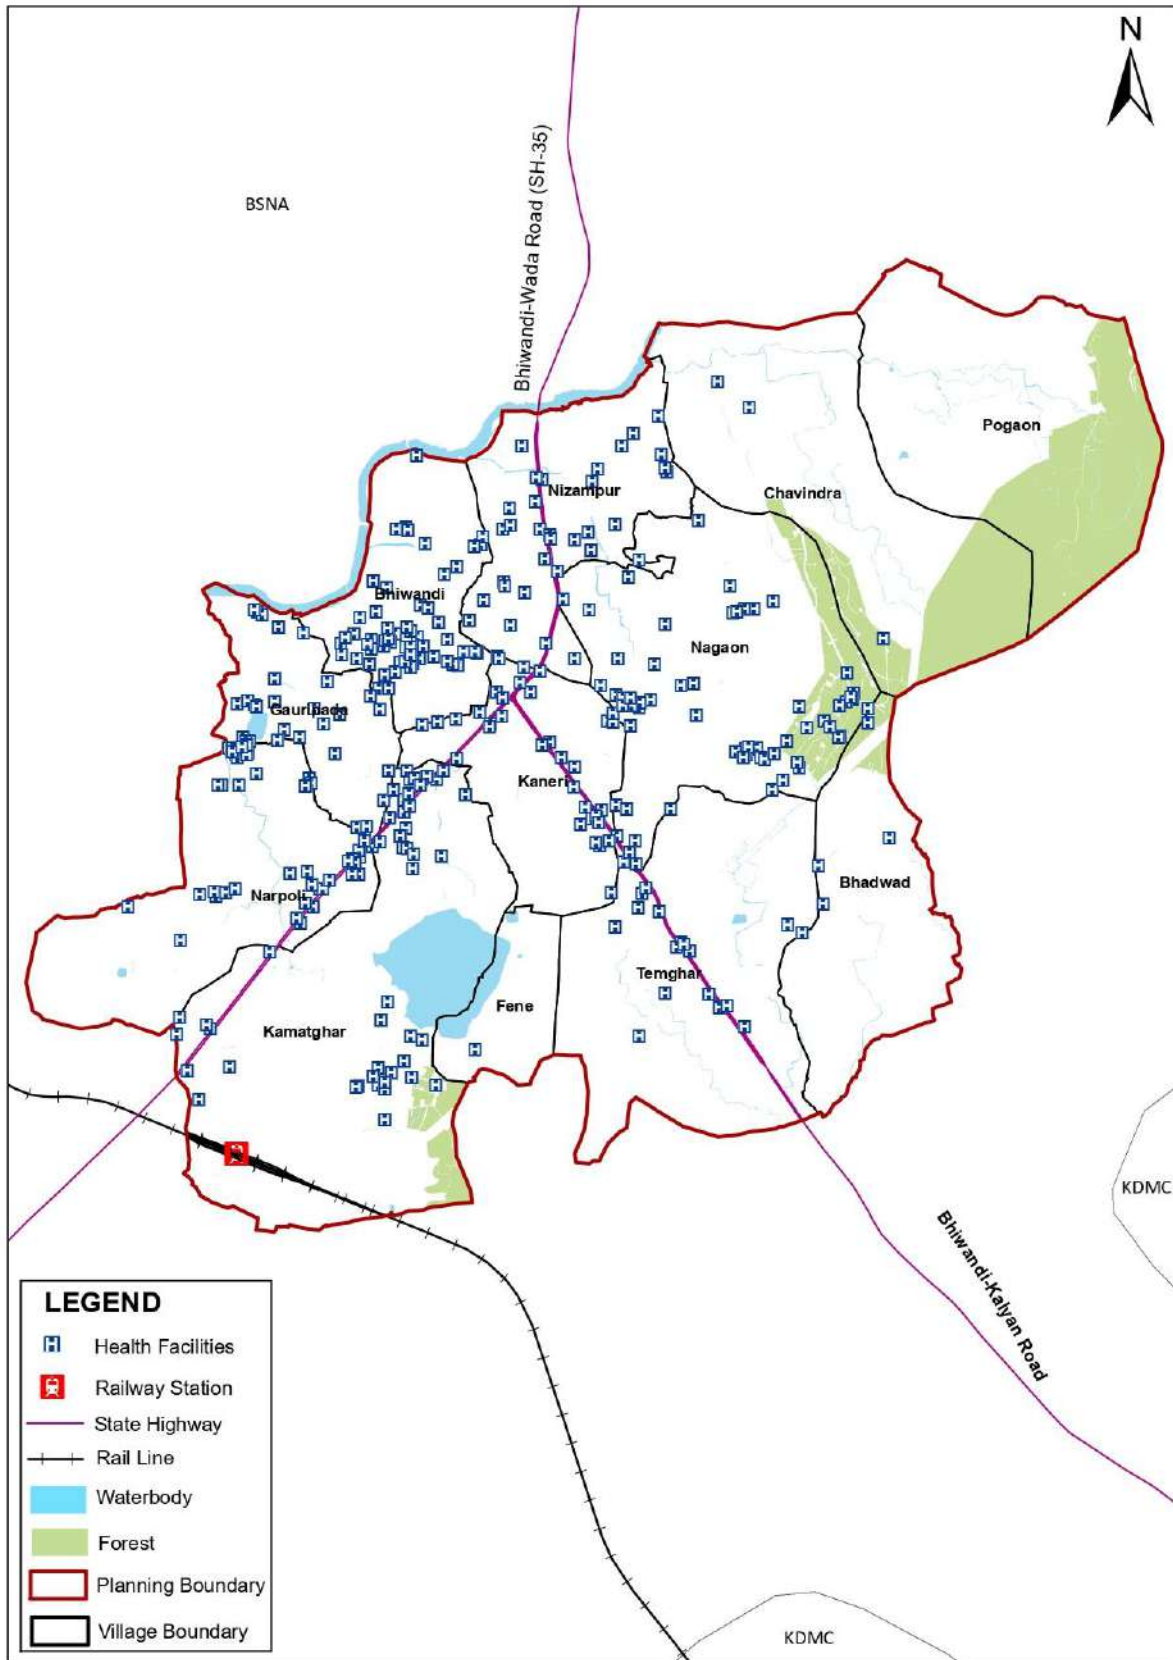 N
BSNA
Bhiwandi-Wada Road (SH-35)
Pogaon
Chavindra
Nizampur
Bhiwandi
Nagaon
Gauripada
Kaneri
Bhadwad
Narpoli
Temghar
Fene
Kamatghar
KDMC
Bhiwandi-Kalyan Road
LEGEND
Health Facilities
Railway Station
State Highway
Rail Line
Waterbody
Forest
Planning Boundary
Village Boundary
KDMC